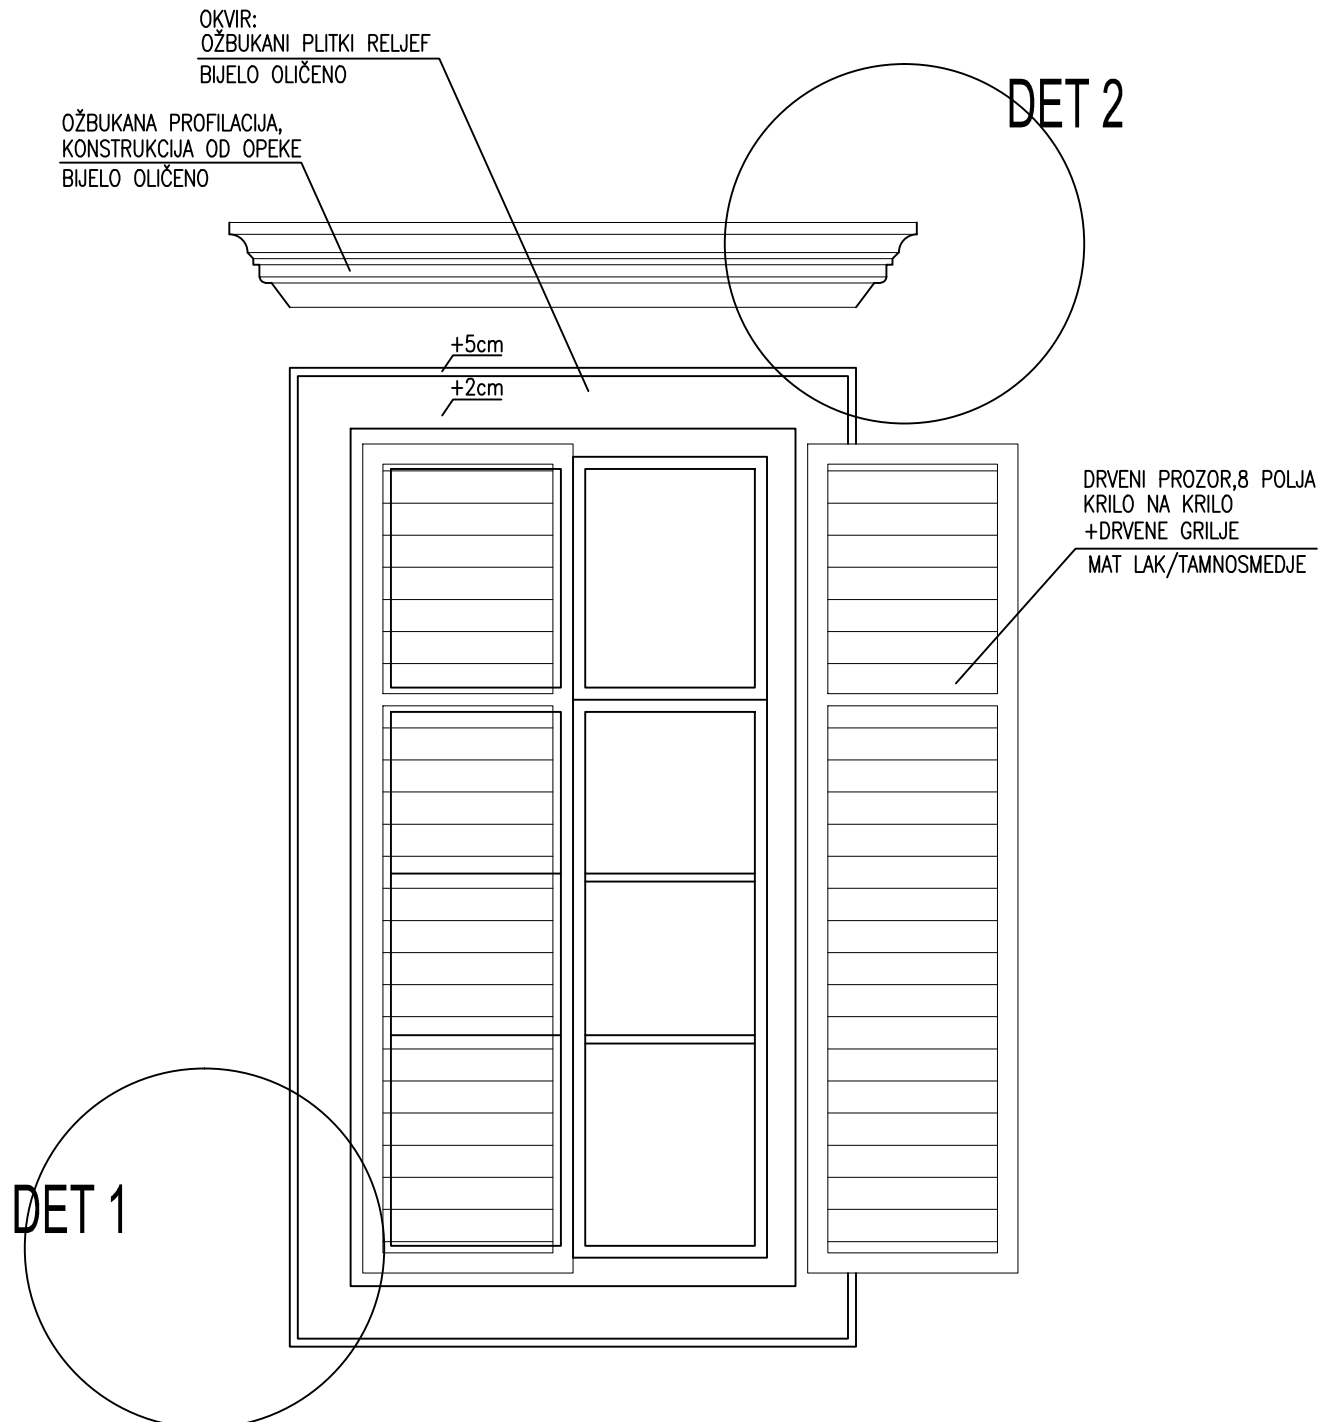 OKVIR:
OŽBUKANI PLITKI RELJEF
BIJELO OLIČENO
DET 2
OŽBUKANA PROFILACIJA,
KONSTRUKCIJA OD OPEKE
BIJELO OLIČENO
+5cm
+2cm
DRVENI PROZOR,8 POLJA
KRILO NA KRILO
+DRVENE GRILJE
MAT LAK/TAMNOSMEDJE
DET 1